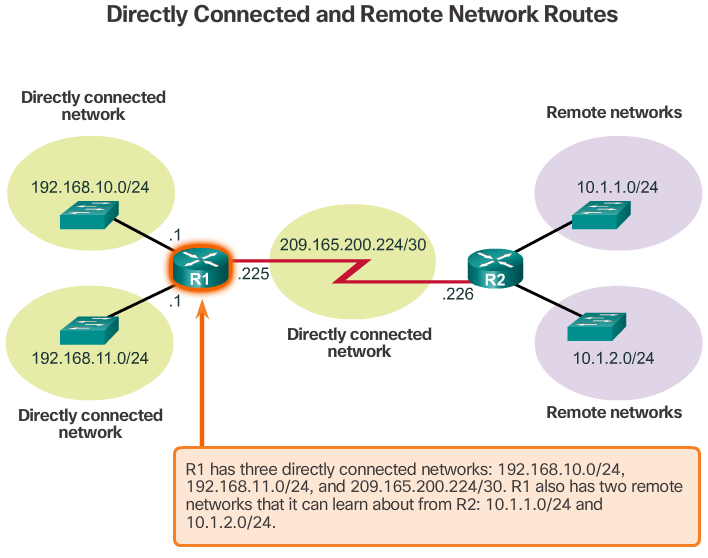 Directly Connected and Remote Network Routes
Directly connected
network
Remote networks
192.168.10.0/24
10.1.1.0/24
.1
209.165.200.224/30
R1
.225
R2
.226
.1
Directly connected
network
192.168.11.0/24
10.1.2.0/24
Directly connected
network
Remote networks
R1 has three directly connected networks: 192.168.10.0/24,
192.168.11.0/24, and 209.165.200.224/30. R1 also has two remote
networks that it can learn about from R2: 10.1.1.0/24 and
10.1.2.0/24.